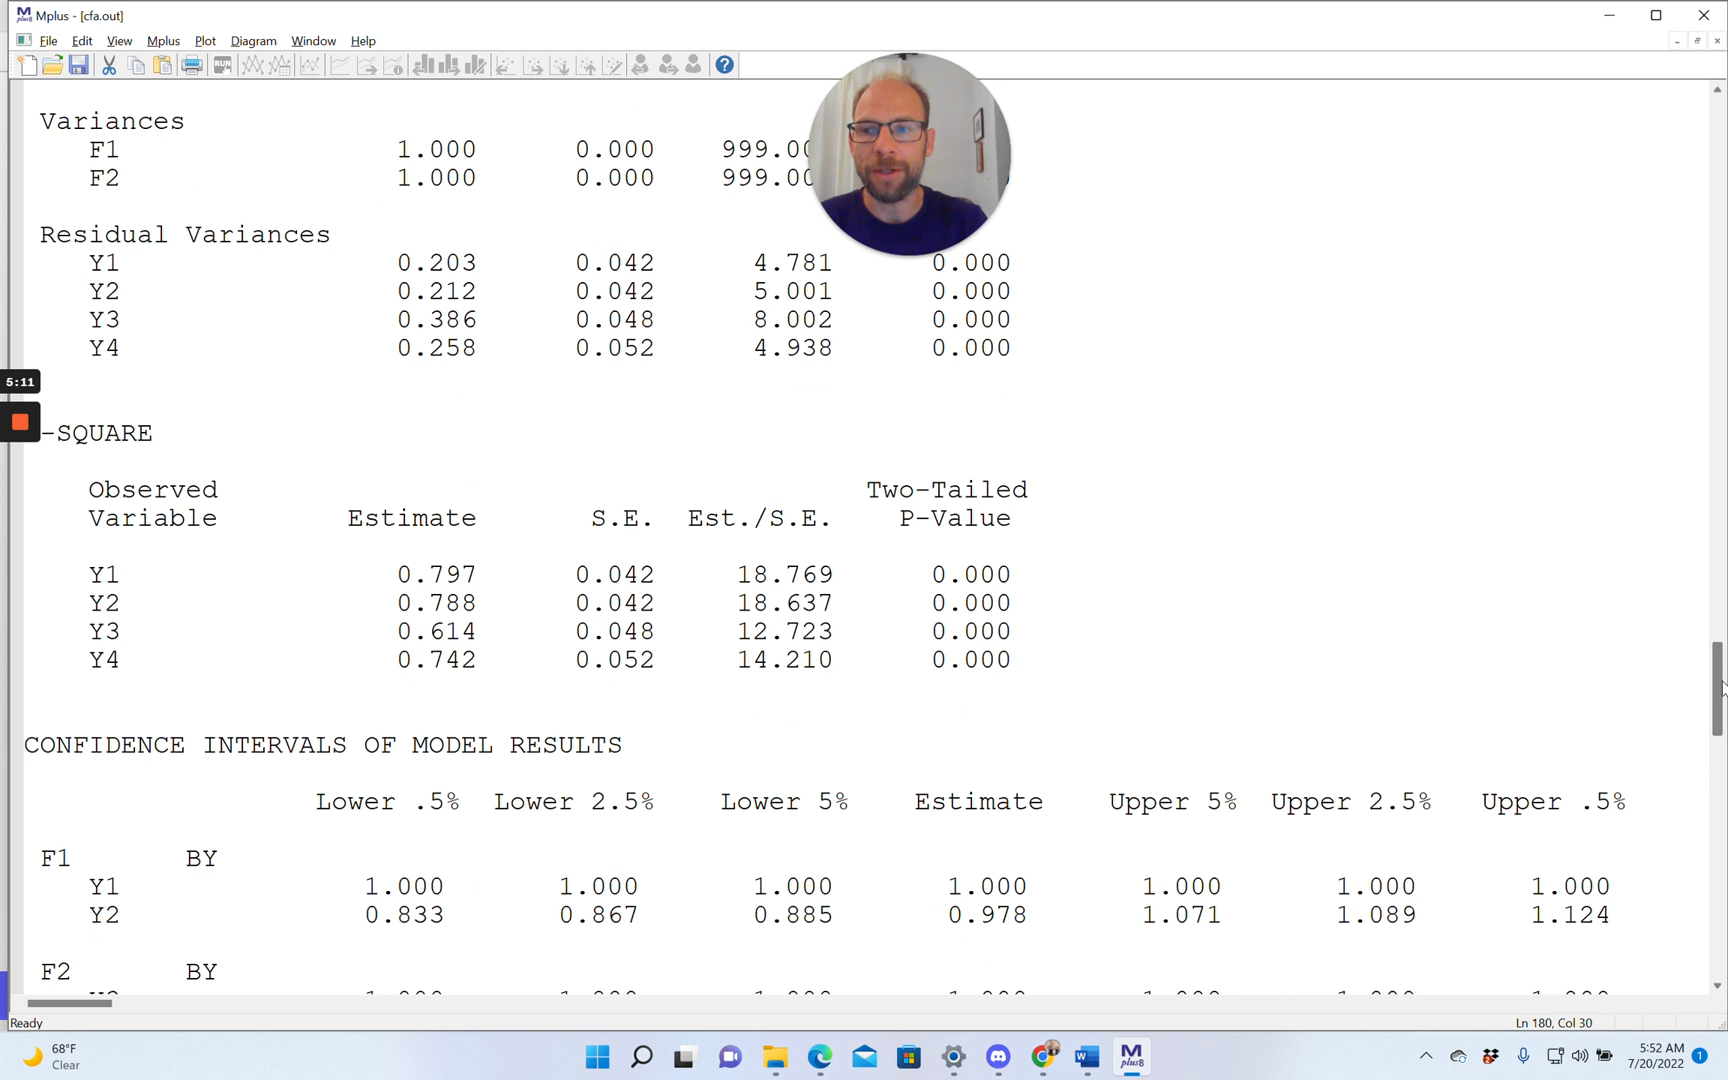 Mplus - [cfa.out]
File Edit View Mplus Plot Diagram Window Help
Variances
F1 1.000 0.000 999.00
F2 1.000 0.000 999.00
Residual Variances
Y1 0.203 0.042 4.781 0.000
Y2 0.212 0.042 5.001 0.000
Y3 0.386 0.048 8.002 0.000
Y4 0.258 0.052 4.938 0.000
5:11
-SQUARE
Observed Two-Tailed
Variable Estimate S.E. Est./S.E. P-Value
Y1 0.797 0.042 18.769 0.000
Y2 0.788 0.042 18.637 0.000
Y3 0.614 0.048 12.723 0.000
Y4 0.742 0.052 14.210 0.000
CONFIDENCE INTERVALS OF MODEL RESULTS
Lower .5% Lower 2.5% Lower 5% Estimate Upper 5% Upper 2.5% Upper .5%
F1 BY
Y1 1.000 1.000 1.000 1.000 1.000 1.000 1.000
Y2 0.833 0.867 0.885 0.978 1.071 1.089 1.124
F2 BY
Ready Ln 180, Col 30
68°F
Clear
5:52 AM
7/20/2022